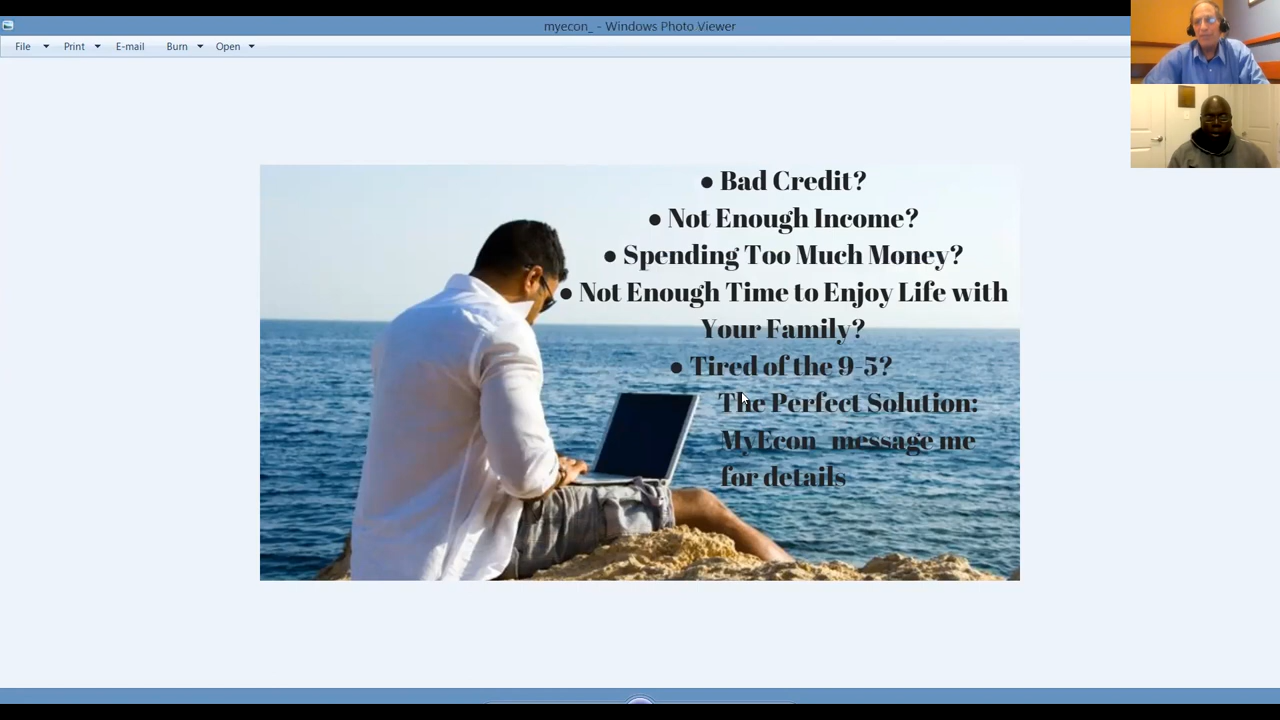 myecon_ - Windows Photo Viewer
File Print E-mail Burn Open
• Bad Credit?
• Not Enough Income?
• Spending Too Much Money?
• Not Enough Time to Enjoy Life with
Your Family?
• Tired of the 9-5?
The Perfect Solution:
MyEcon message me
for details